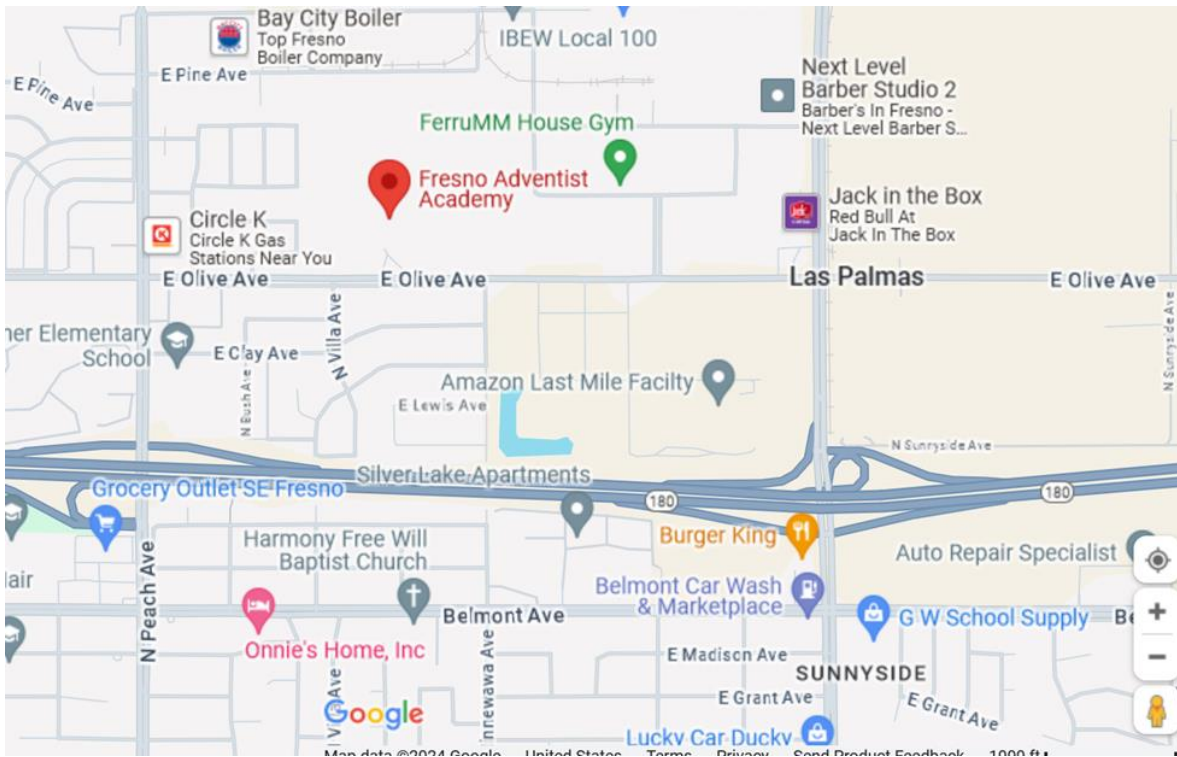 Bay City Boiler
Top Fresno
Boiler Company
IBEW Local 100
E Pine Ave
E Pine Ave
Next Level
Barber Studio 2
Barber's In Fresno -
Next Level Barber S...
FerruMM House Gym
Fresno Adventist
Academy
Jack in the Box
Red Bull At
Jack In The Box
Circle K
Circle K Gas
Stations Near You
E Olive Ave
E Olive Ave
Las Palmas
E Olive Ave
N Villa Ave
N Sunnyside Ave
ner Elementary
School
E Clay Ave
N Bush Ave
Amazon Last Mile Facilty
E Lewis Ave
N Sunnyside Ave
Silver Lake Apartments
180
180
Grocery Outlet SE Fresno
Burger King
Auto Repair Specialist
Harmony Free Will
Baptist Church
N Peach Ave
lair
Belmont Car Wash
& Marketplace
Belmont Ave
G W School Supply
Be
Onnie's Home, Inc
E Madison Ave
SUNNYSIDE
E Grant Ave
E Grant Ave
nnewawa Ave
Google
Lucky Car Ducky
Map data ©2024 Google United States Terms Privacy Send Product Feedback 1000 ft